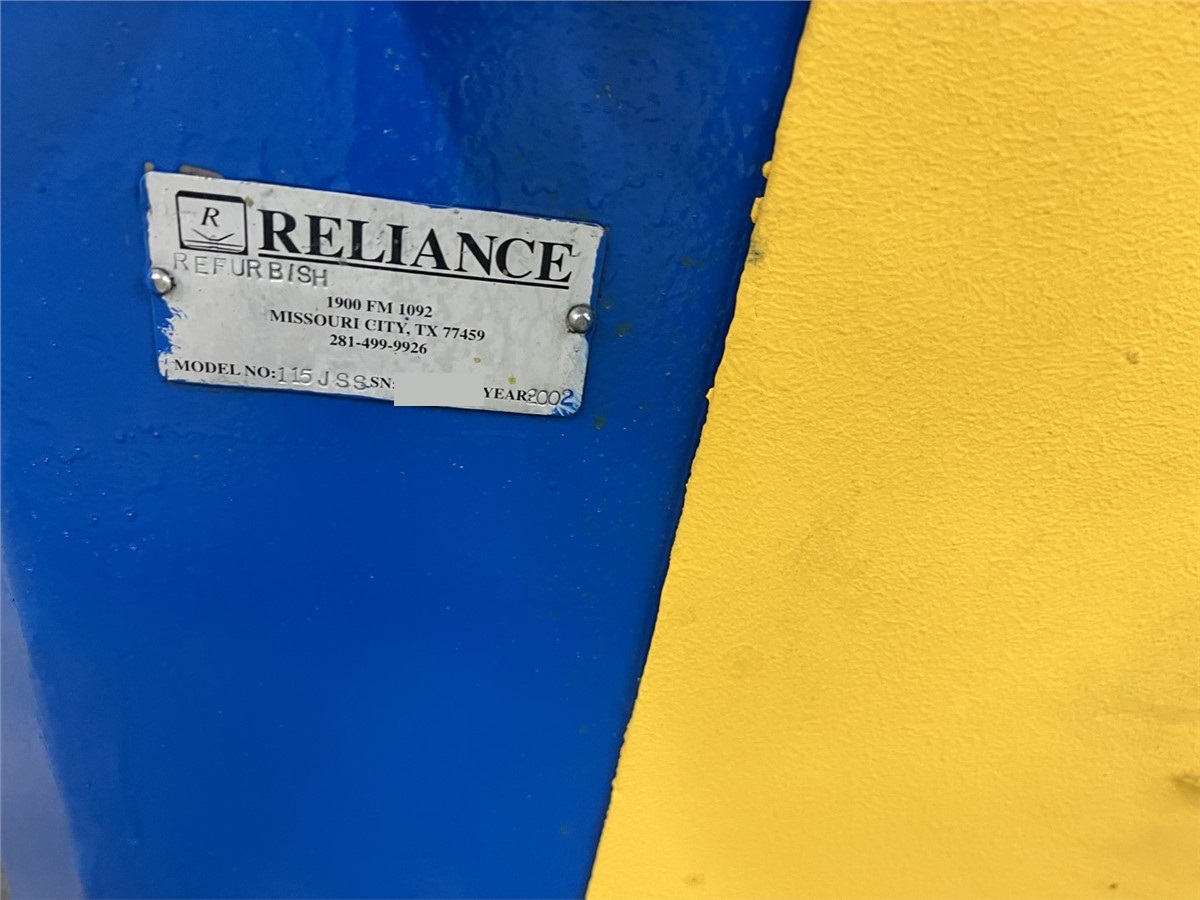 R
RELIANCE
REFURBISH
1900 FM 1092
MISSOURI CITY, TX 77459
281-499-9926
MODEL NO: 115JSS SN: YEAR: 2002